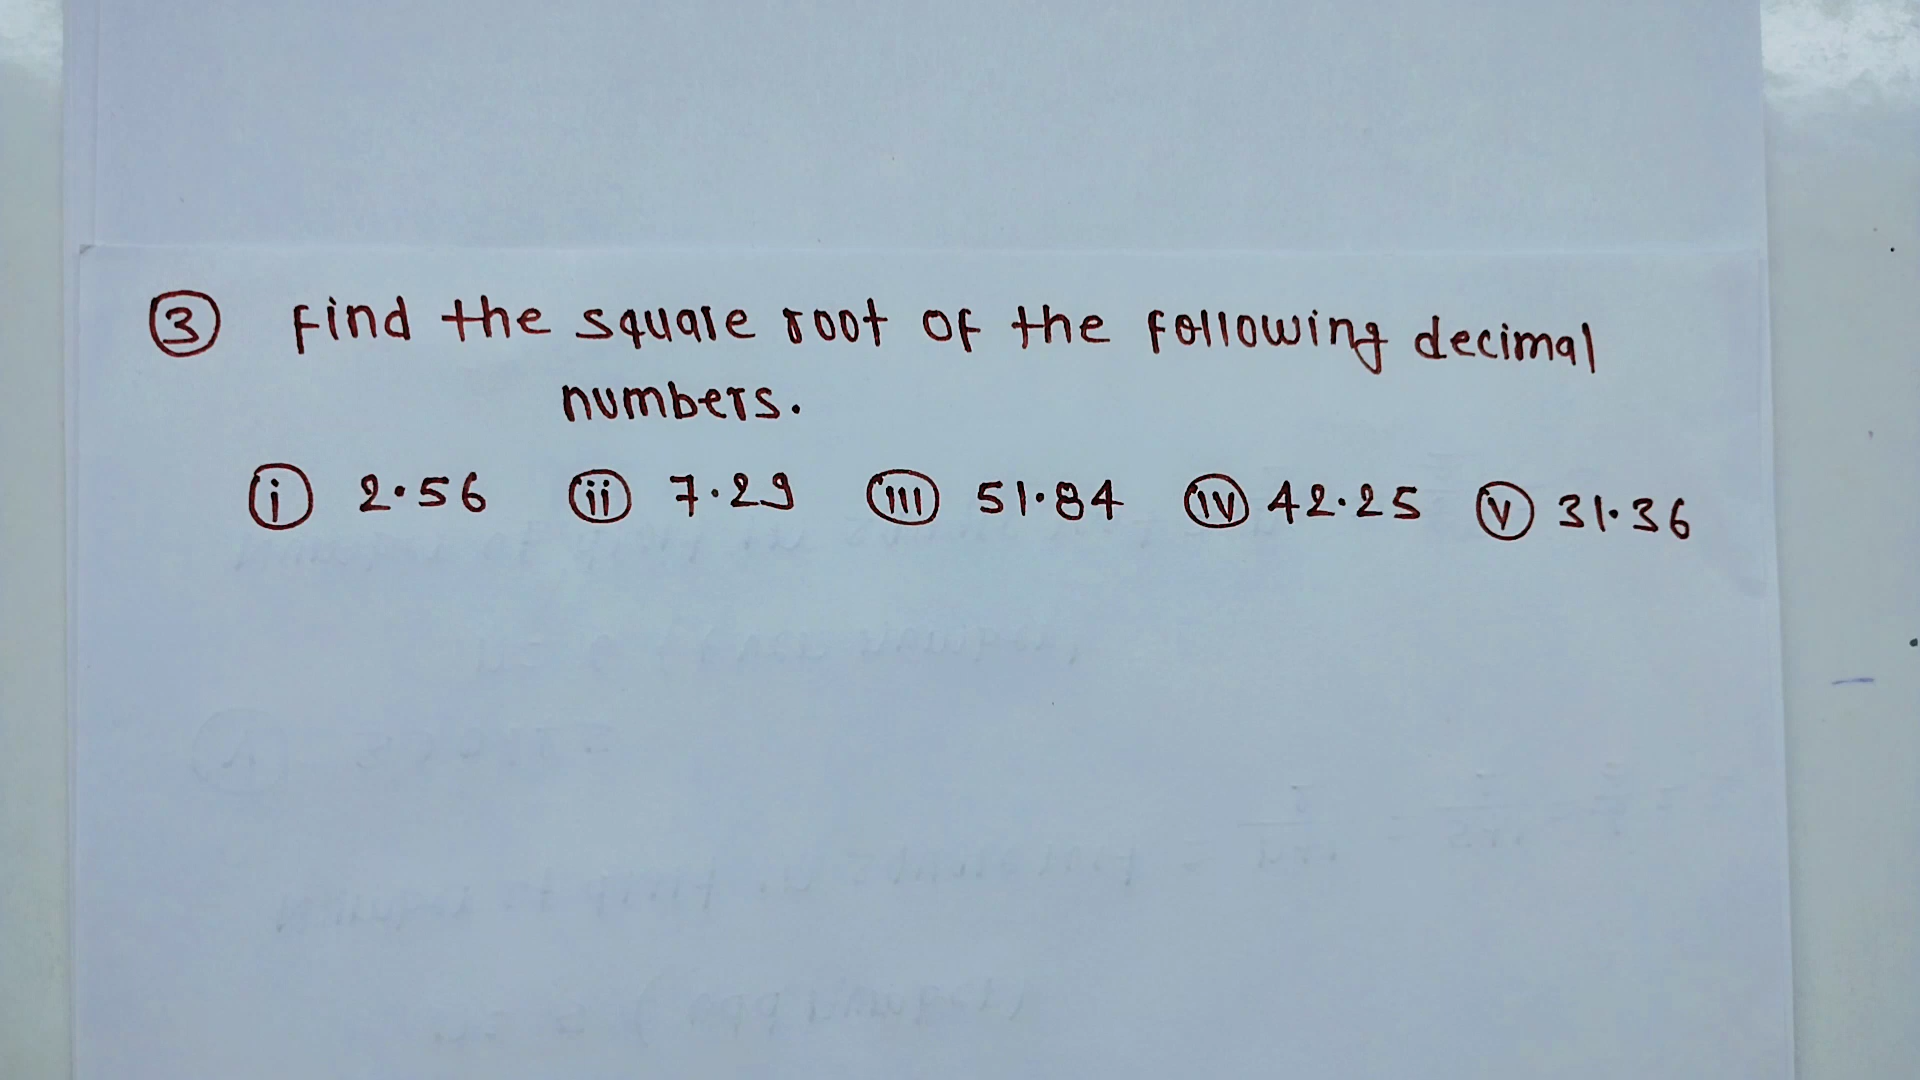 3 Find the square root of the following decimal
numbers.
i 2.56 ii 7.29 iii 51.84 iv 42.25 v 31.36